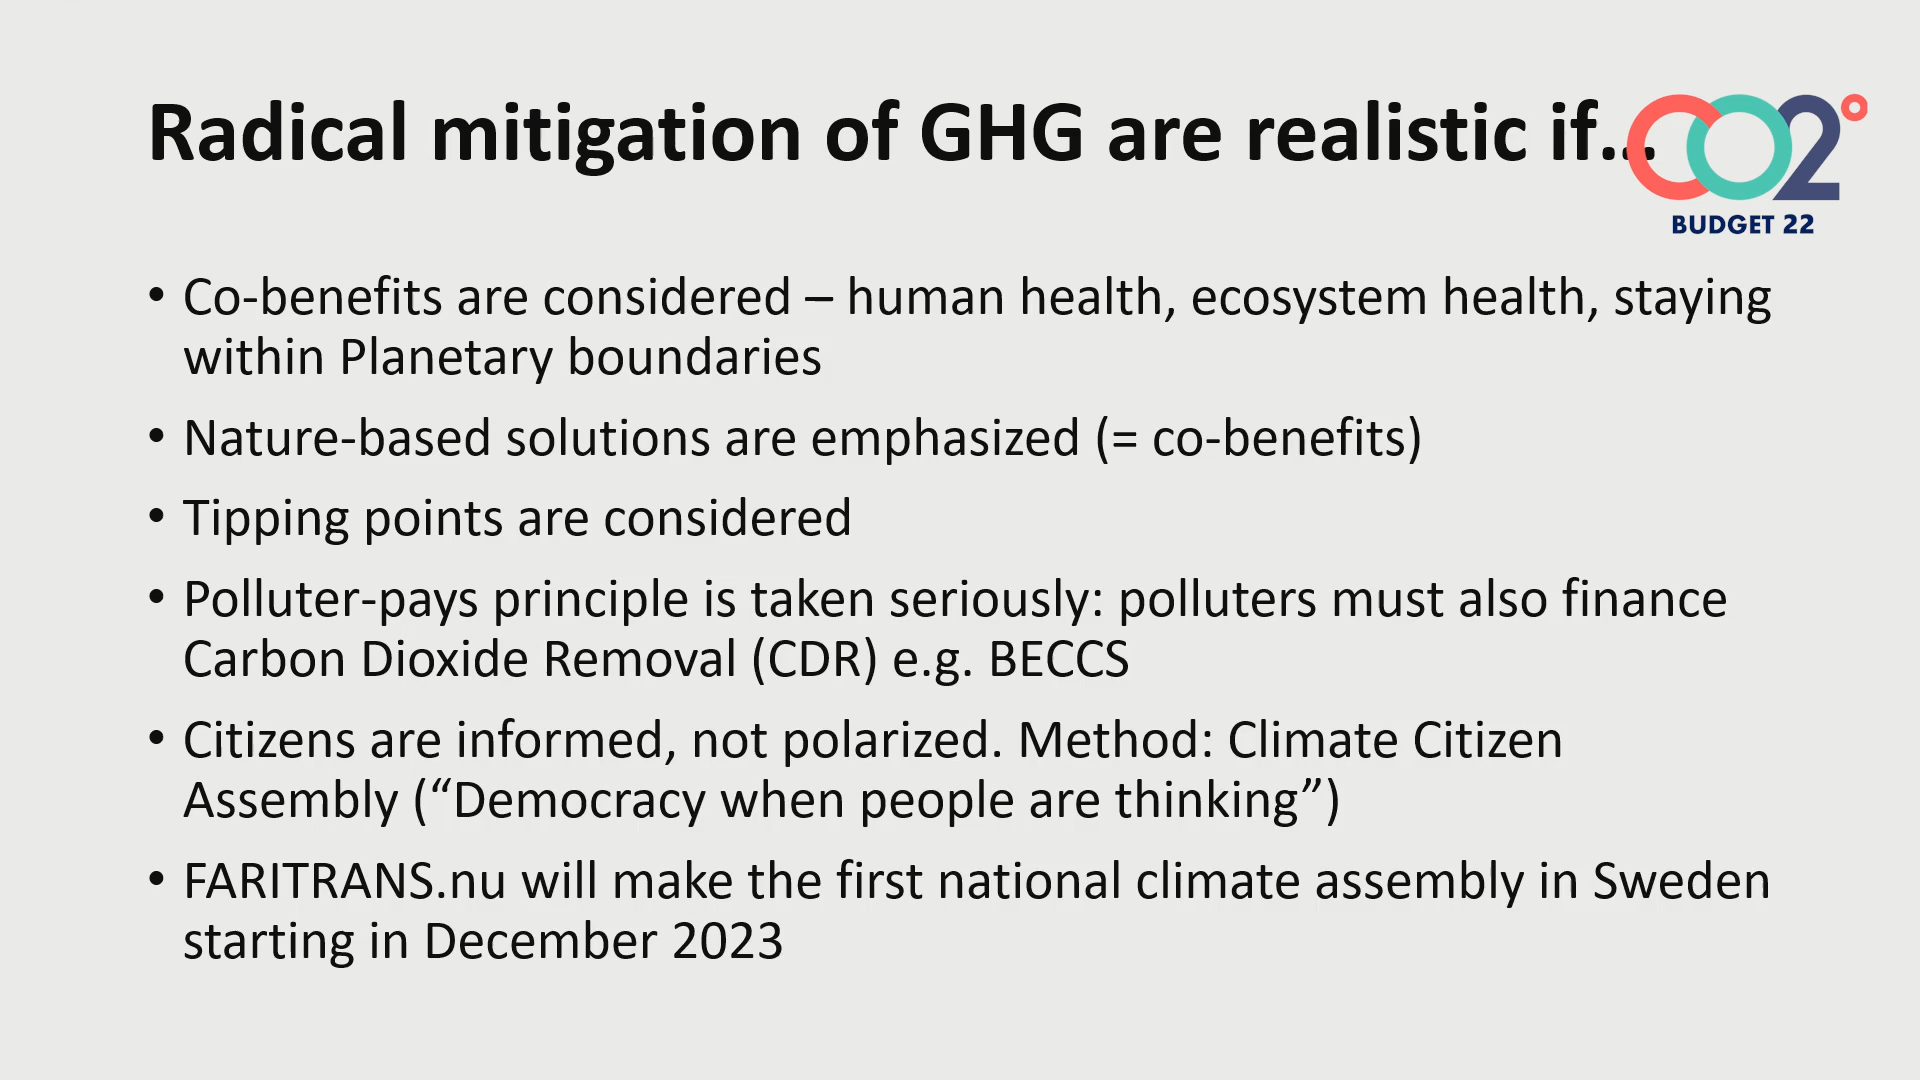 Radical mitigation of GHG are realistic if...
CO2°
BUDGET 22
• Co-benefits are considered – human health, ecosystem health, staying
within Planetary boundaries
• Nature-based solutions are emphasized (= co-benefits)
• Tipping points are considered
• Polluter-pays principle is taken seriously: polluters must also finance
Carbon Dioxide Removal (CDR) e.g. BECCS
• Citizens are informed, not polarized. Method: Climate Citizen
Assembly (“Democracy when people are thinking”)
• FARITRANS.nu will make the first national climate assembly in Sweden
starting in December 2023